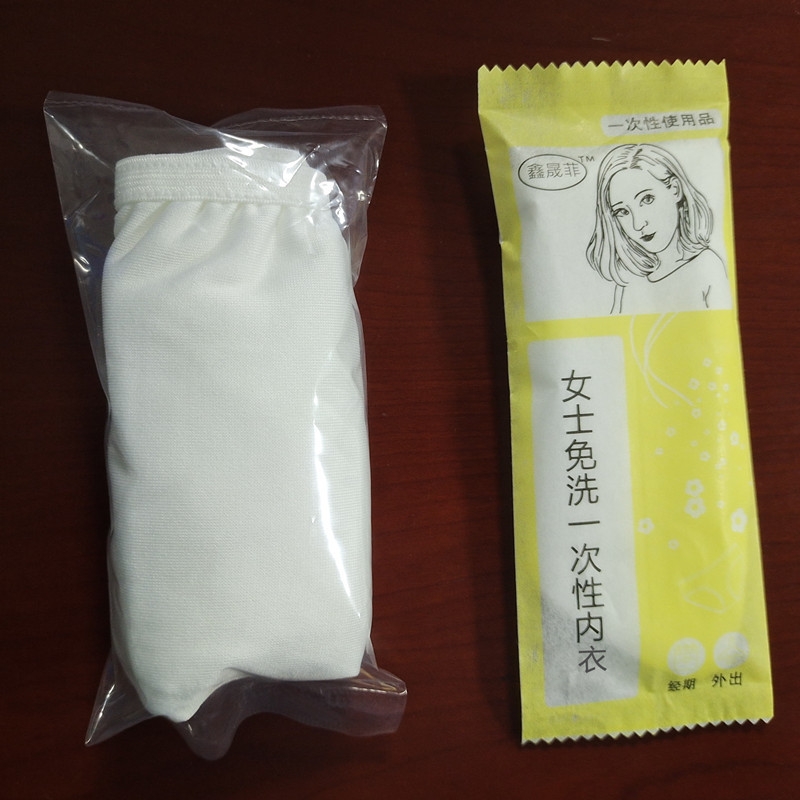 一次性使用品
鑫晟菲™
女士免洗一次性内衣
经期 外出